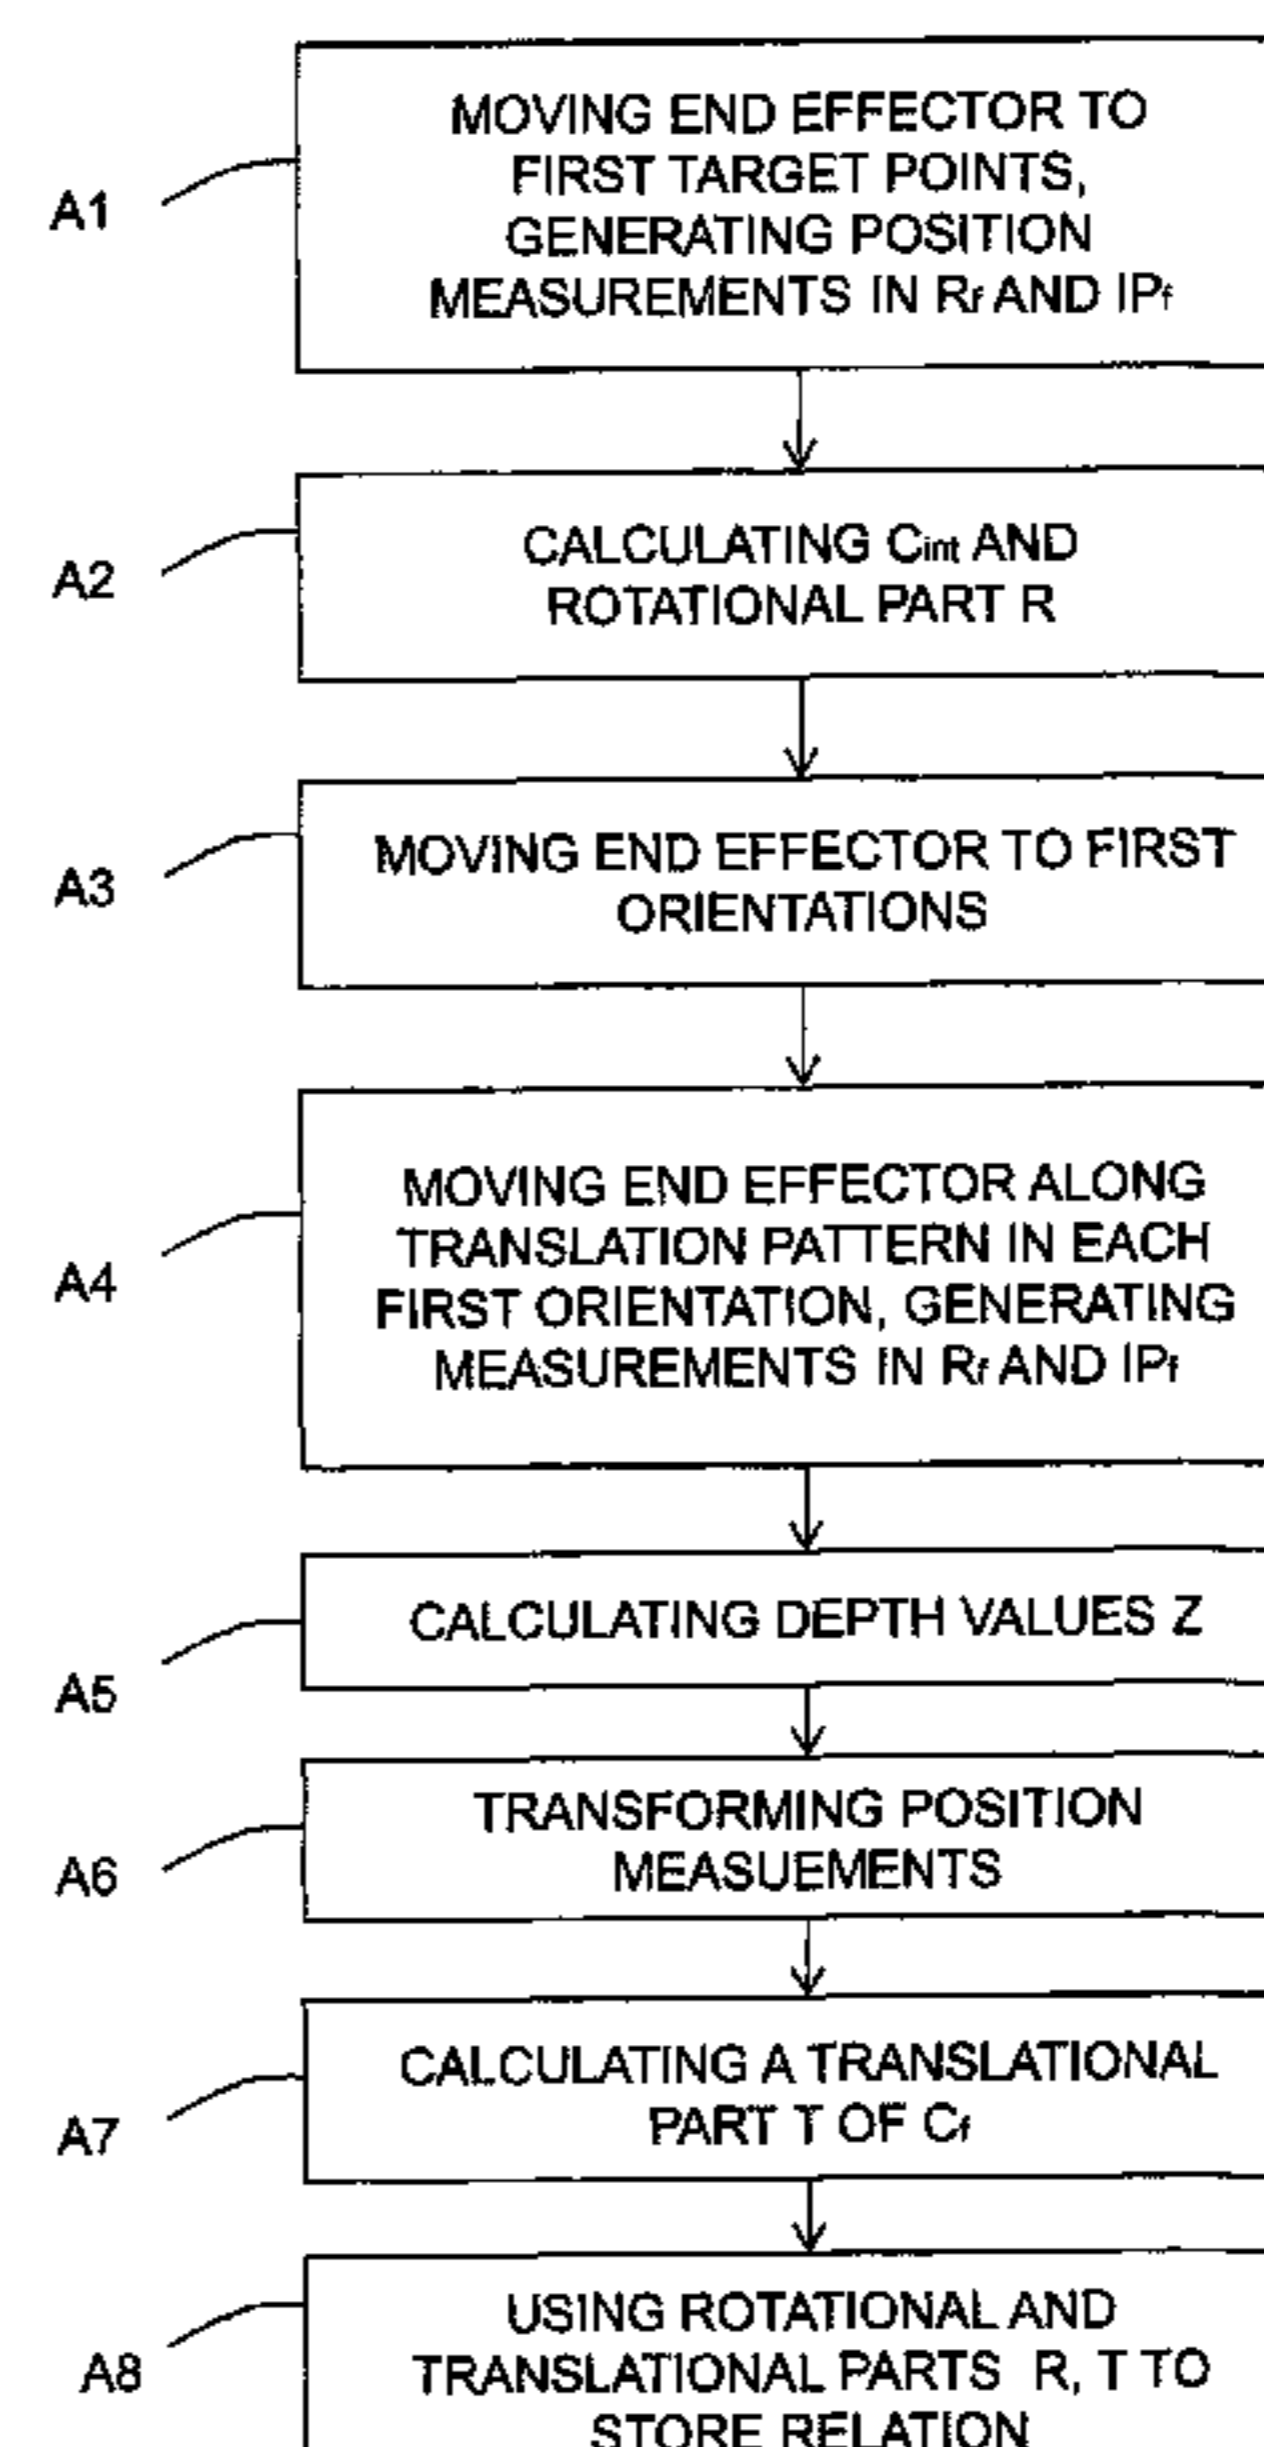 A1
MOVING END EFFECTOR TO
FIRST TARGET POINTS,
GENERATING POSITION
MEASUREMENTS IN Rf AND IPf
A2
CALCULATING Cint AND
ROTATIONAL PART R
A3
MOVING END EFFECTOR TO FIRST
ORIENTATIONS
A4
MOVING END EFFECTOR ALONG
TRANSLATION PATTERN IN EACH
FIRST ORIENTATION, GENERATING
MEASUREMENTS IN Rf AND IPf
A5
CALCULATING DEPTH VALUES Z
A6
TRANSFORMING POSITION
MEASUEMENTS
A7
CALCULATING A TRANSLATIONAL
PART T OF Cf
A8
USING ROTATIONAL AND
TRANSLATIONAL PARTS R, T TO
STORE RELATION